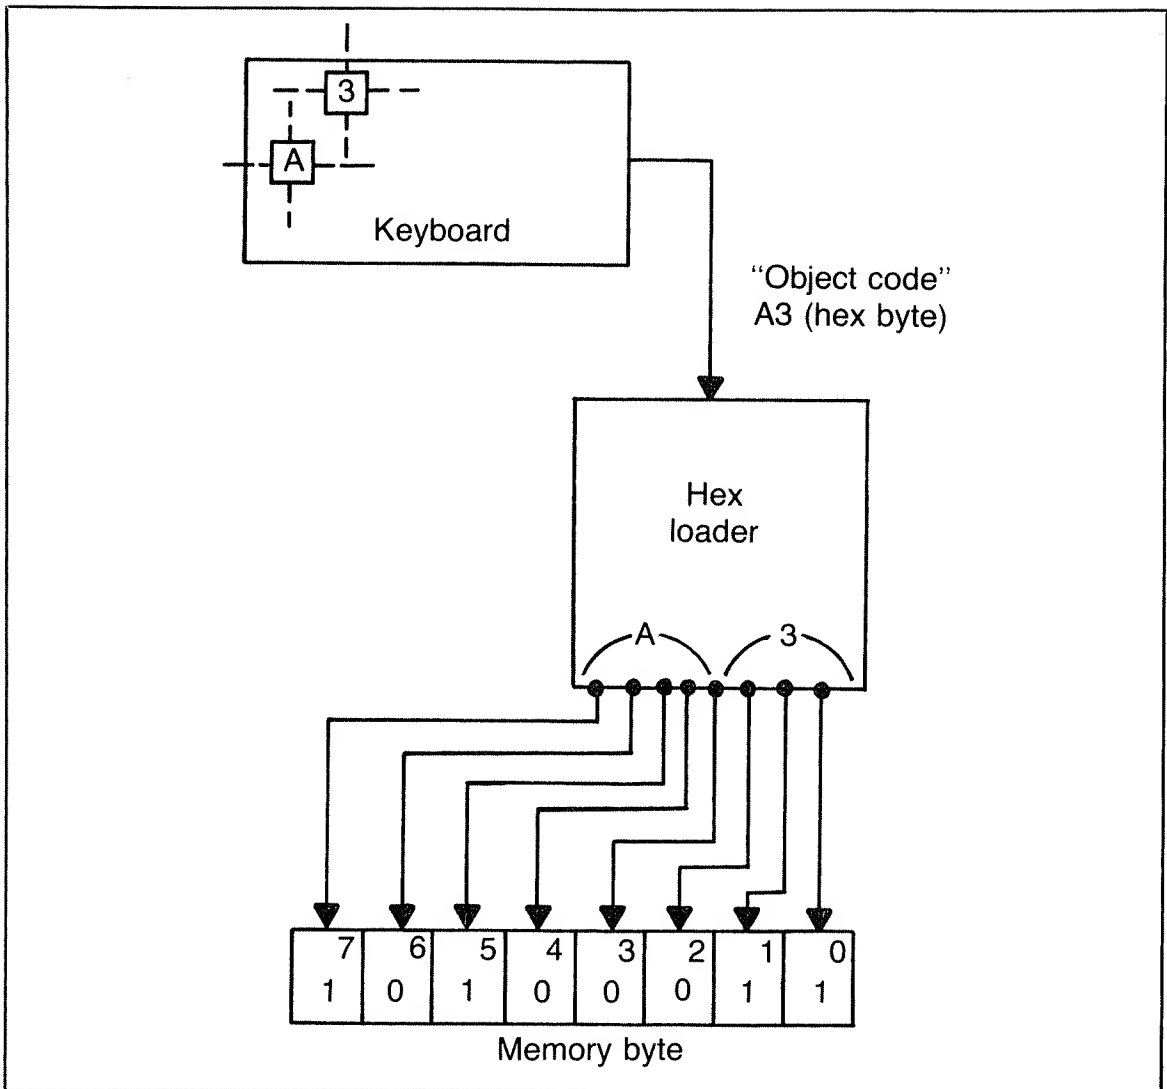 3
A
Keyboard
“Object code”
A3 (hex byte)
Hex
loader
A 3
7 6 5 4 3 2 1 0
1 0 1 0 0 0 1 1
Memory byte